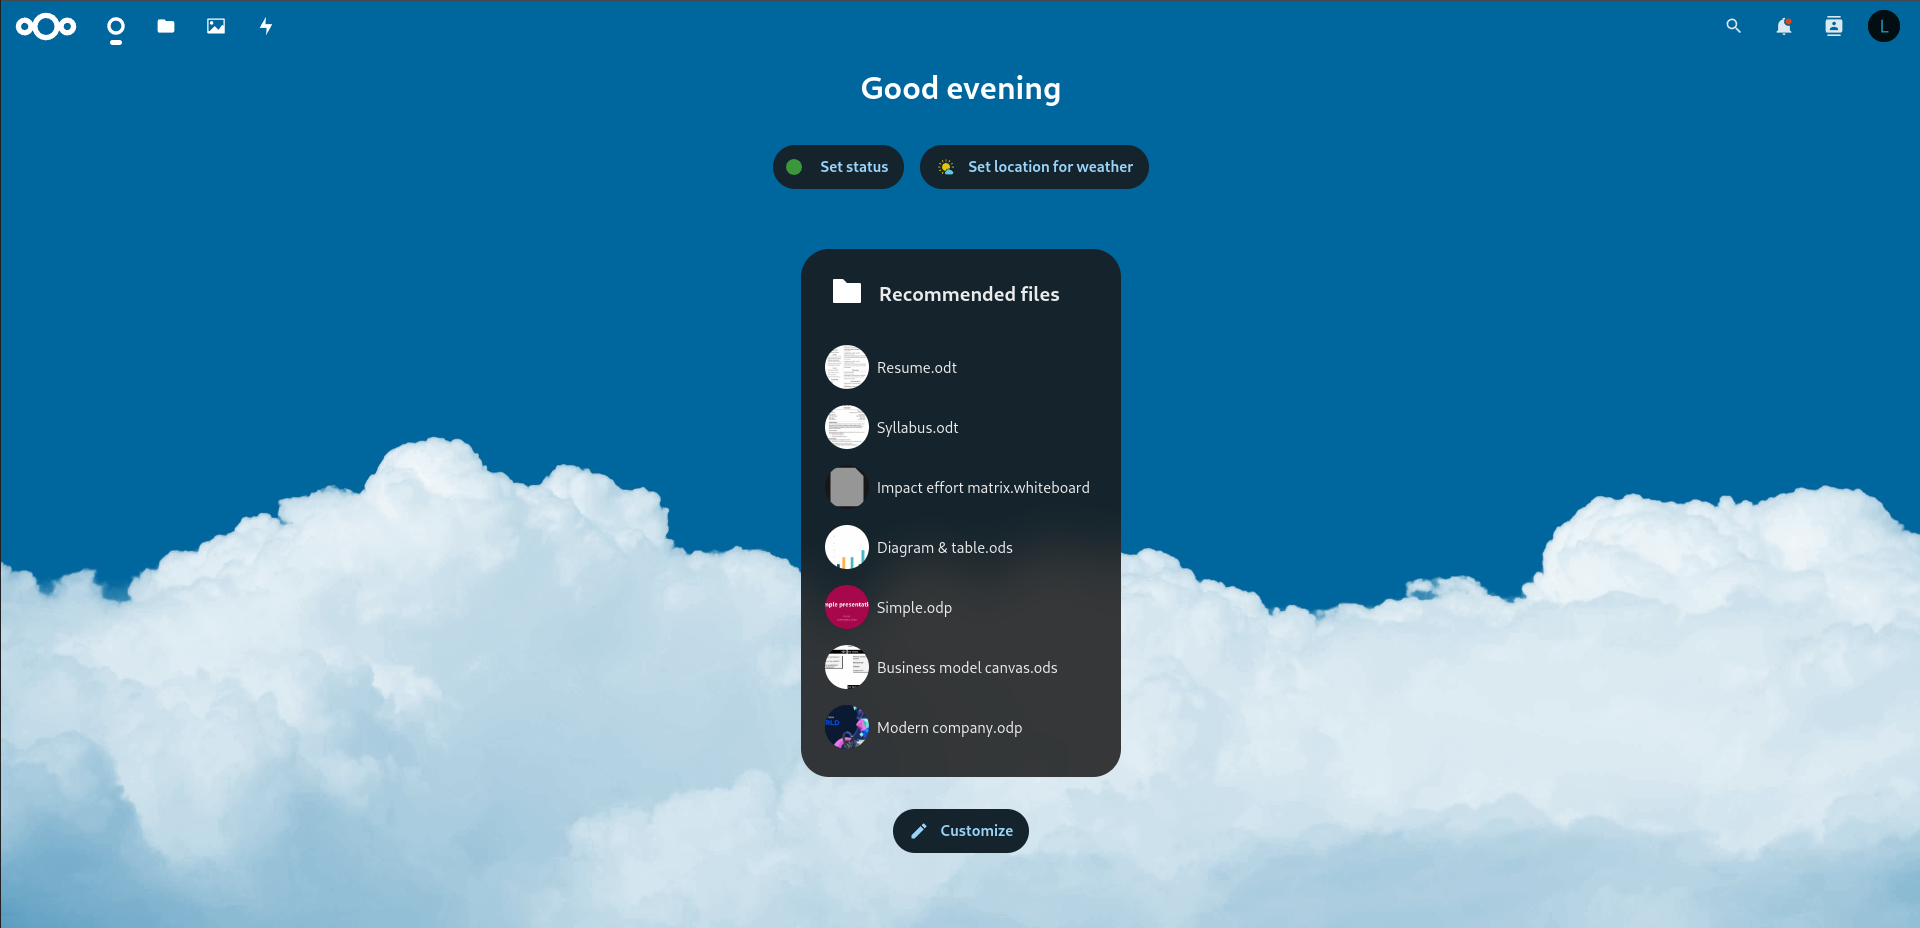 L
Good evening
Set status
Set location for weather
Recommended files
Resume.odt
Syllabus.odt
Impact effort matrix.whiteboard
Diagram & table.ods
Simple.odp
Business model canvas.ods
Modern company.odp
Customize